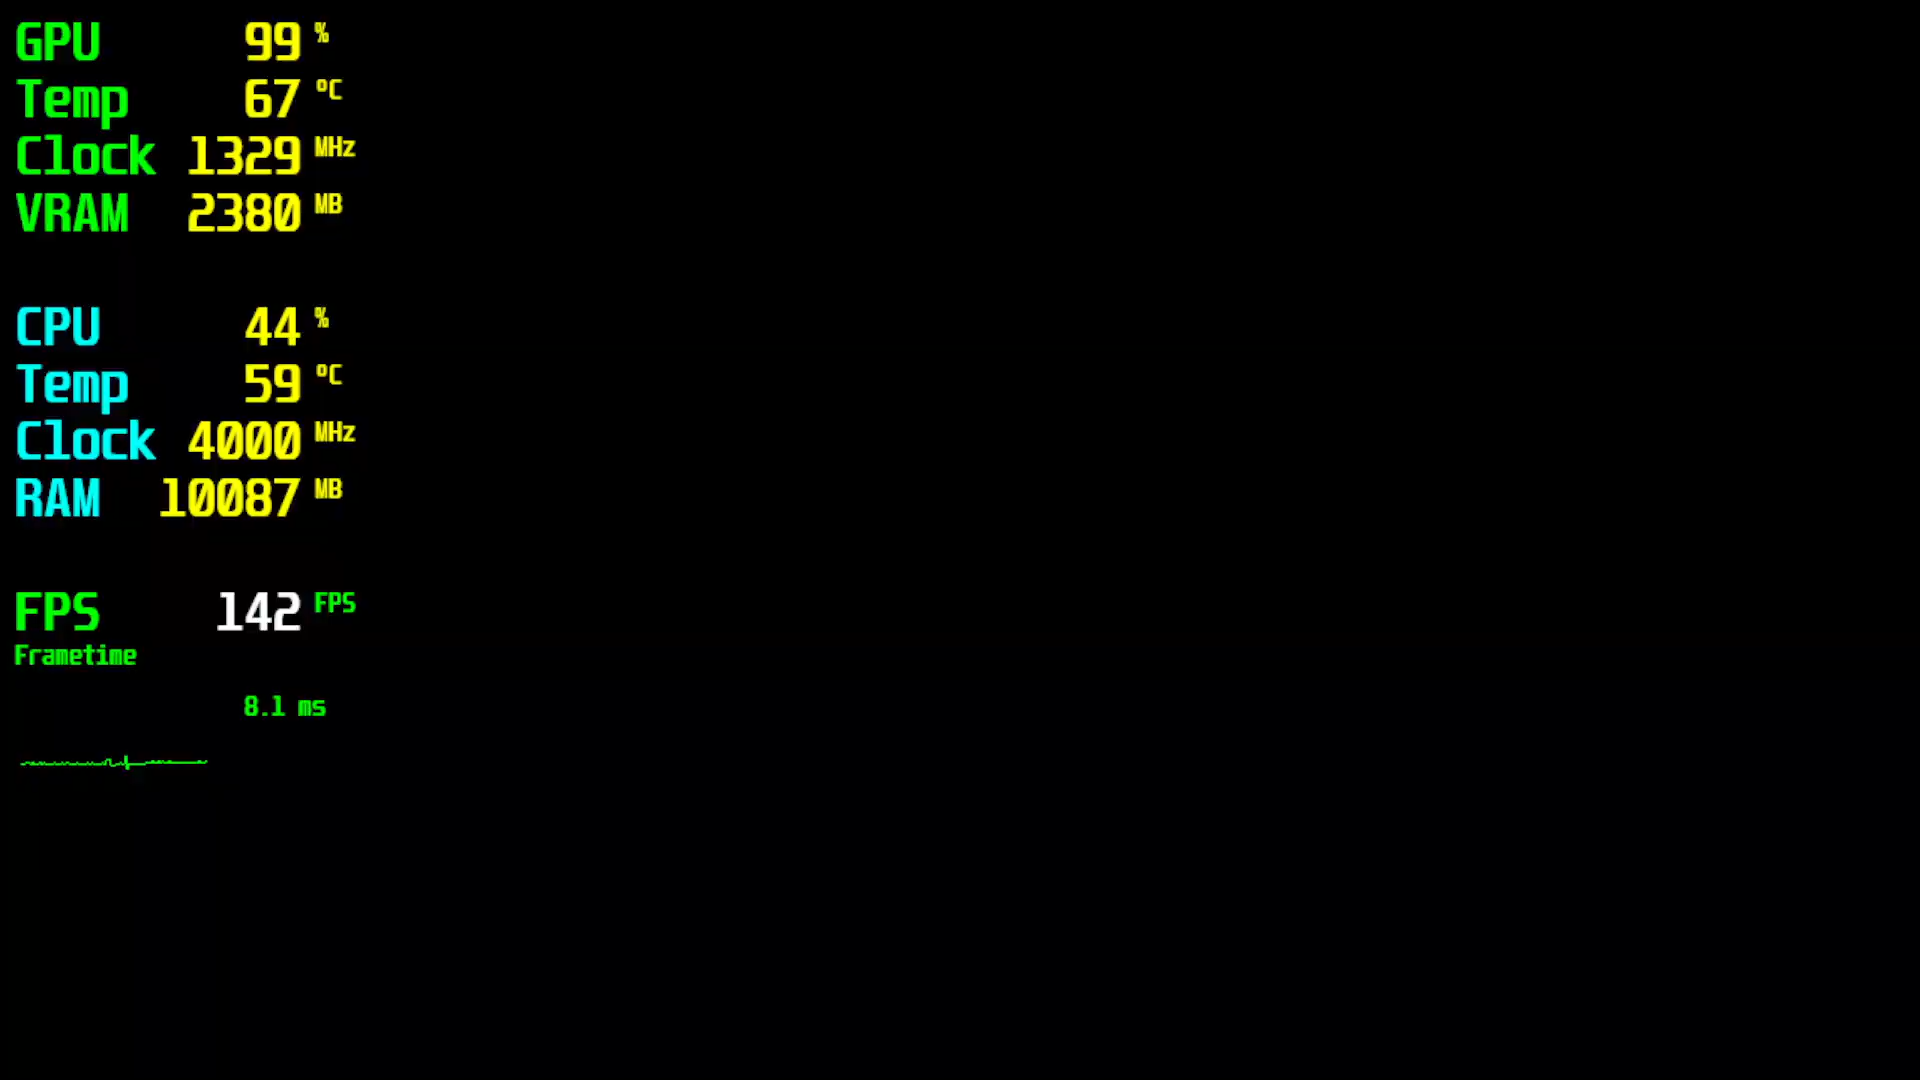 GPU 99 %
Temp 67 °C
Clock 1329 MHz
VRAM 2380 MB
CPU 44 %
Temp 59 °C
Clock 4000 MHz
RAM 10087 MB
FPS 142 FPS
Frametime
8.1 ms